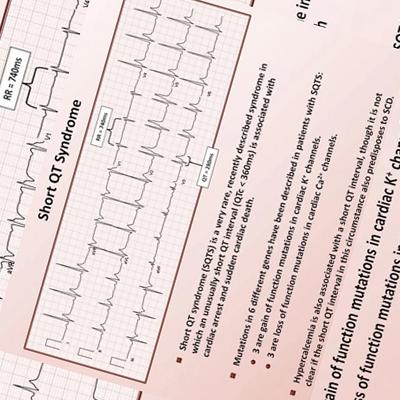 RR = 740ms
Short QT Syndrome
RR = 740ms
QT = 280ms
V1
V4
Short QT syndrome (SQTS) is a very rare, recently described syndrome in
which an unusually short QT interval (QTc < 360ms) is associated with
cardiac arrest and sudden cardiac death.
Mutations in 6 different genes have been described in patients with SQTS:
3 are gain of function mutations in cardiac K⁺ channels.
3 are loss of function mutations in cardiac Ca²⁺ channels.
Hypercalcemia is also associated with a short QT interval, though it is not
clear if the short QT interval in this circumstance also predisposes to SCD.
ain of function mutations in cardiac K⁺ chan
ss of function mutations in
e in
h